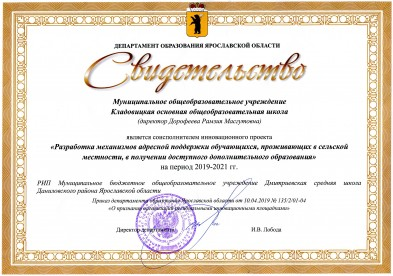 ДЕПАРТАМЕНТ ОБРАЗОВАНИЯ ЯРОСЛАВСКОЙ ОБЛАСТИ
Свидетельство
Муниципальное общеобразовательное учреждение
Кладовицкая основная общеобразовательная школа
(директор Дорофеева Рамзия Масгутовна)
является соисполнителем инновационного проекта
«Разработка механизмов адресной поддержки обучающихся, проживающих в сельской
местности, в получении доступного дополнительного образования»
на период 2019-2021 гг.
РИП Муниципальное бюджетное общеобразовательное учреждение Дмитриевская средняя школа
Даниловского района Ярославской области
Приказ департамента образования Ярославской области от 10.04.2019 № 135/2/01-04
«О признании организаций региональными инновационными площадками»
Директор департамента
И.В. Лобода